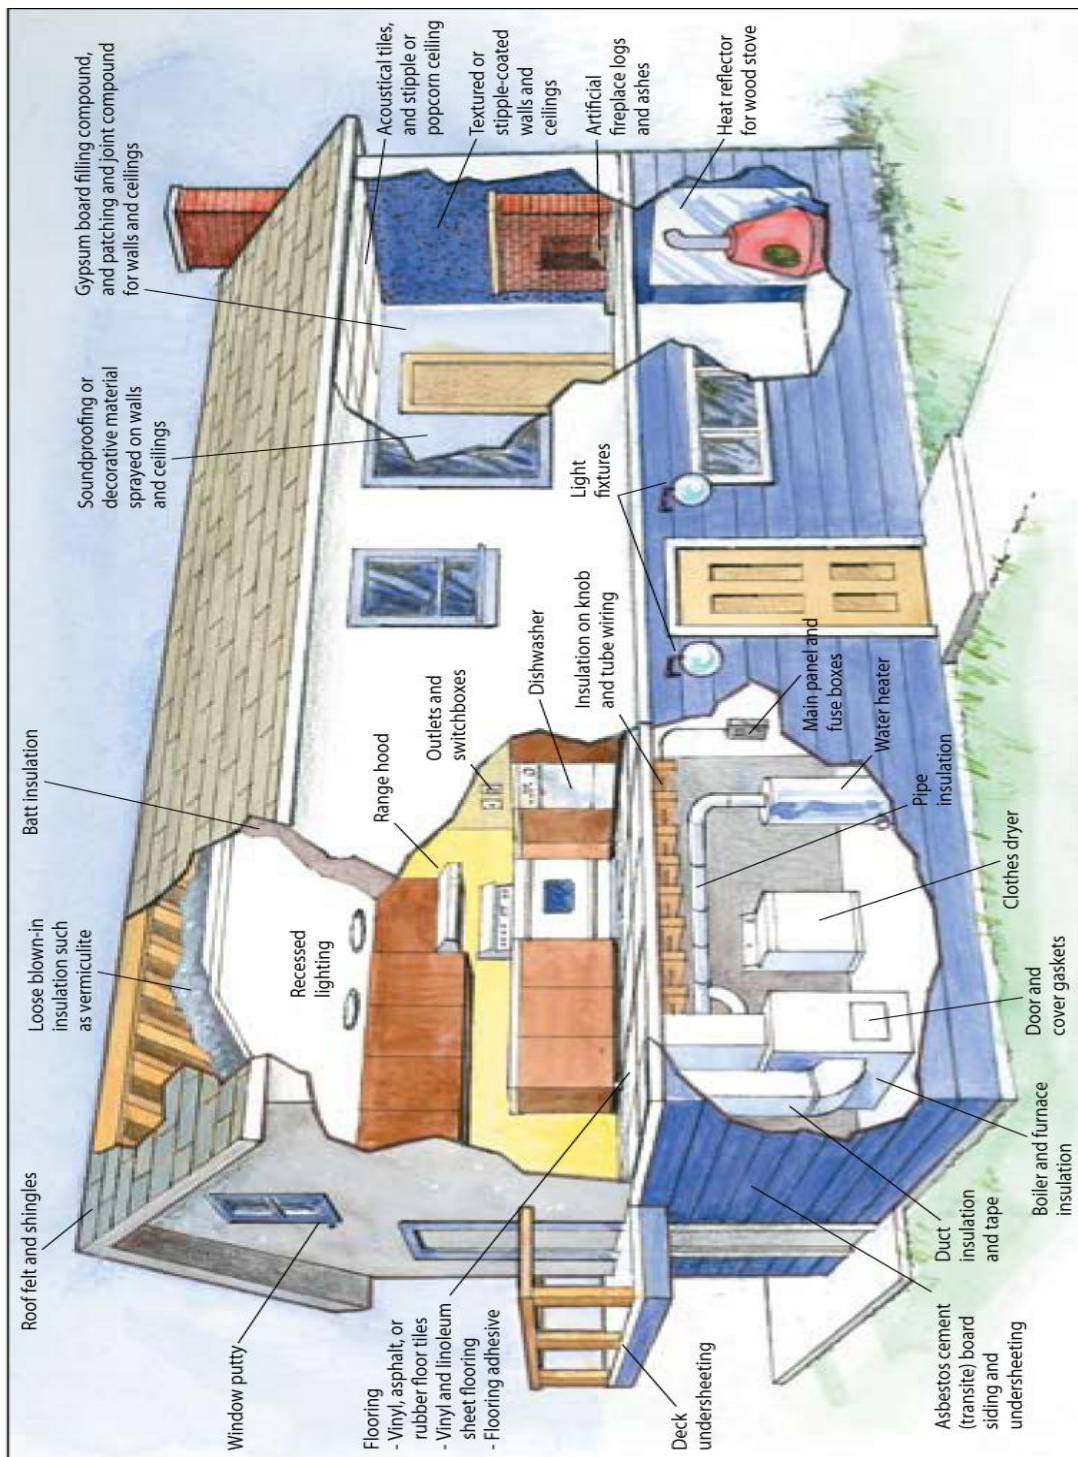 Roof felt and shingles
Loose blown-in
insulation such
as vermiculite
Batt insulation
Soundproofing or
decorative material
sprayed on walls
and ceilings
Gypsum board filling compound,
and patching and joint compound
for walls and ceilings
Acoustical tiles,
and stipple or
popcorn ceiling
Textured or
stipple-coated
walls and
ceilings
Artificial
fireplace logs
and ashes
Heat reflector
for wood stove
Light
fixtures
Window putty
Recessed
lighting
Range hood
Outlets and
switchboxes
Dishwasher
Insulation on knob
and tube wiring
Main panel and
fuse boxes
Water heater
Pipe
insulation
Clothes dryer
Door and
cover gaskets
Boiler and furnace
insulation
Duct
insulation
and tape
Asbestos cement
(transite) board
siding and
undersheeting
Deck
undersheeting
Flooring
- Vinyl, asphalt, or
rubber floor tiles
- Vinyl and linoleum
sheet flooring
- Flooring adhesive